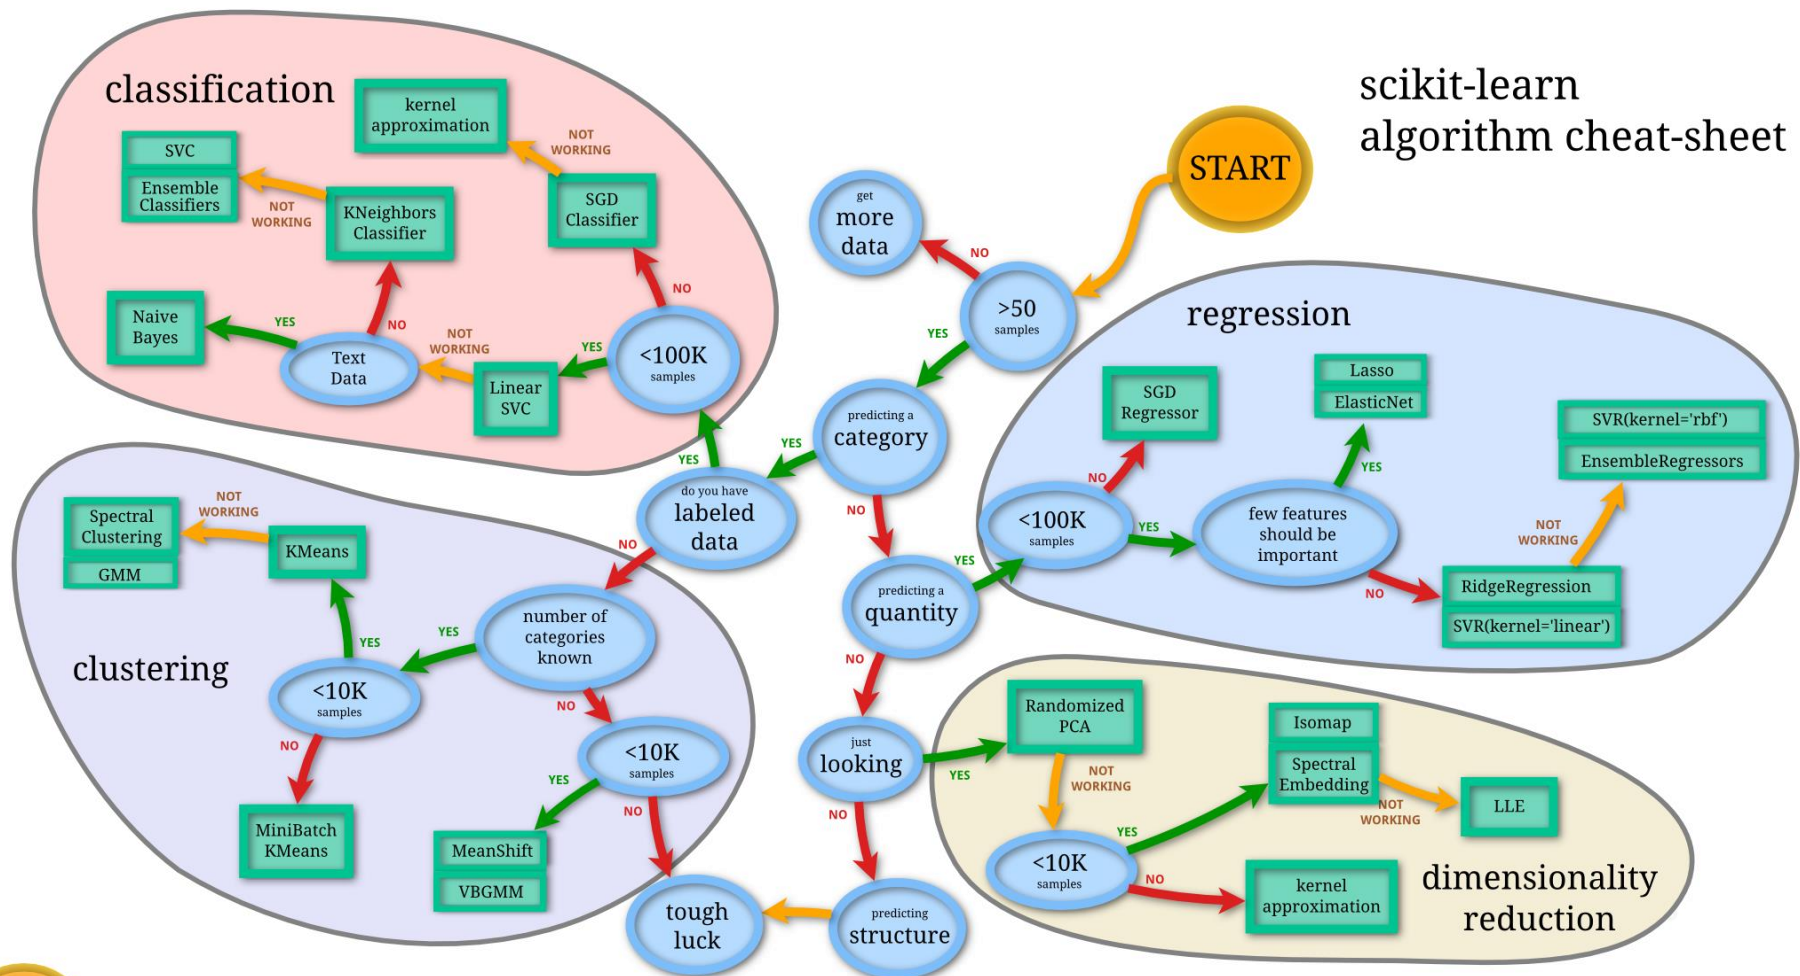 scikit-learn
algorithm cheat-sheet
START
>50
samples
NO
get
more
data
YES
predicting a
category
YES
do you have
labeled
data
YES
NO
NO
predicting a
quantity
YES
NO
just
looking
YES
NO
predicting
structure
tough
luck
classification
<100K
samples
YES
NO
SGD
Classifier
NOT
WORKING
kernel
approximation
Linear
SVC
NOT
WORKING
Text
Data
YES
NO
Naive
Bayes
KNeighbors
Classifier
NOT
WORKING
SVC
Ensemble
Classifiers
clustering
number of
categories
known
YES
NO
<10K
samples
YES
NO
KMeans
NOT
WORKING
Spectral
Clustering
GMM
MiniBatch
KMeans
<10K
samples
YES
NO
MeanShift
VBGMM
regression
<100K
samples
NO
YES
SGD
Regressor
few features
should be
important
YES
NO
Lasso
ElasticNet
RidgeRegression
SVR(kernel='linear')
NOT
WORKING
SVR(kernel='rbf')
EnsembleRegressors
dimensionality
reduction
Randomized
PCA
NOT
WORKING
<10K
samples
YES
NO
Isomap
Spectral
Embedding
NOT
WORKING
LLE
kernel
approximation